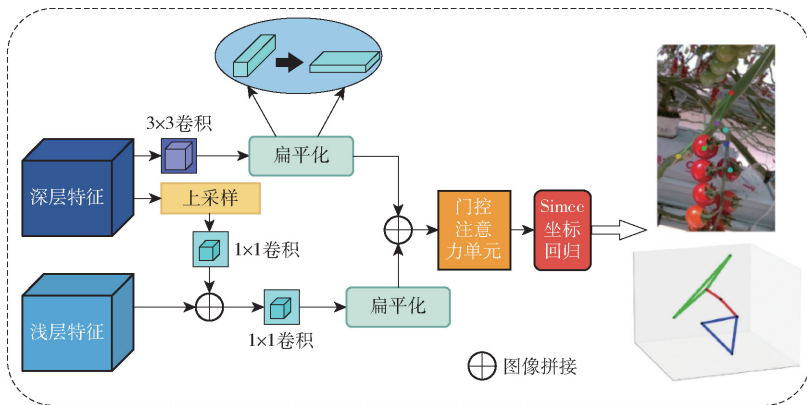 3×3卷积
深层特征
扁平化
上采样
1×1卷积
门控
注意
力单元
Simcc
坐标
回归
浅层特征
1×1卷积
扁平化
图像拼接